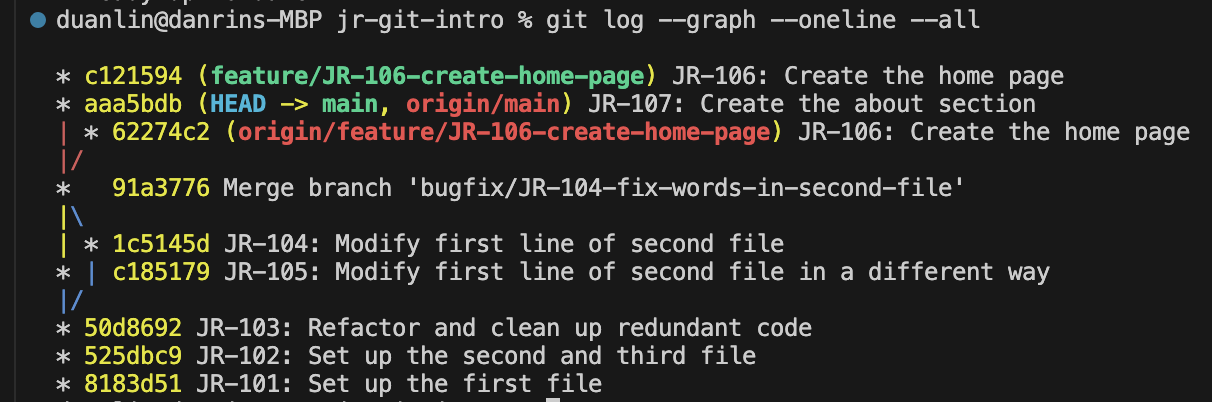 duanlin@danrins-MBP jr-git-intro % git log --graph --oneline --all
* c121594 (feature/JR-106-create-home-page) JR-106: Create the home page
* aaa5bdb (HEAD -> main, origin/main) JR-107: Create the about section
| * 62274c2 (origin/feature/JR-106-create-home-page) JR-106: Create the home page
|/
*   91a3776 Merge branch 'bugfix/JR-104-fix-words-in-second-file'
|\
| * 1c5145d JR-104: Modify first line of second file
* | c185179 JR-105: Modify first line of second file in a different way
|/
* 50d8692 JR-103: Refactor and clean up redundant code
* 525dbc9 JR-102: Set up the second and third file
* 8183d51 JR-101: Set up the first file